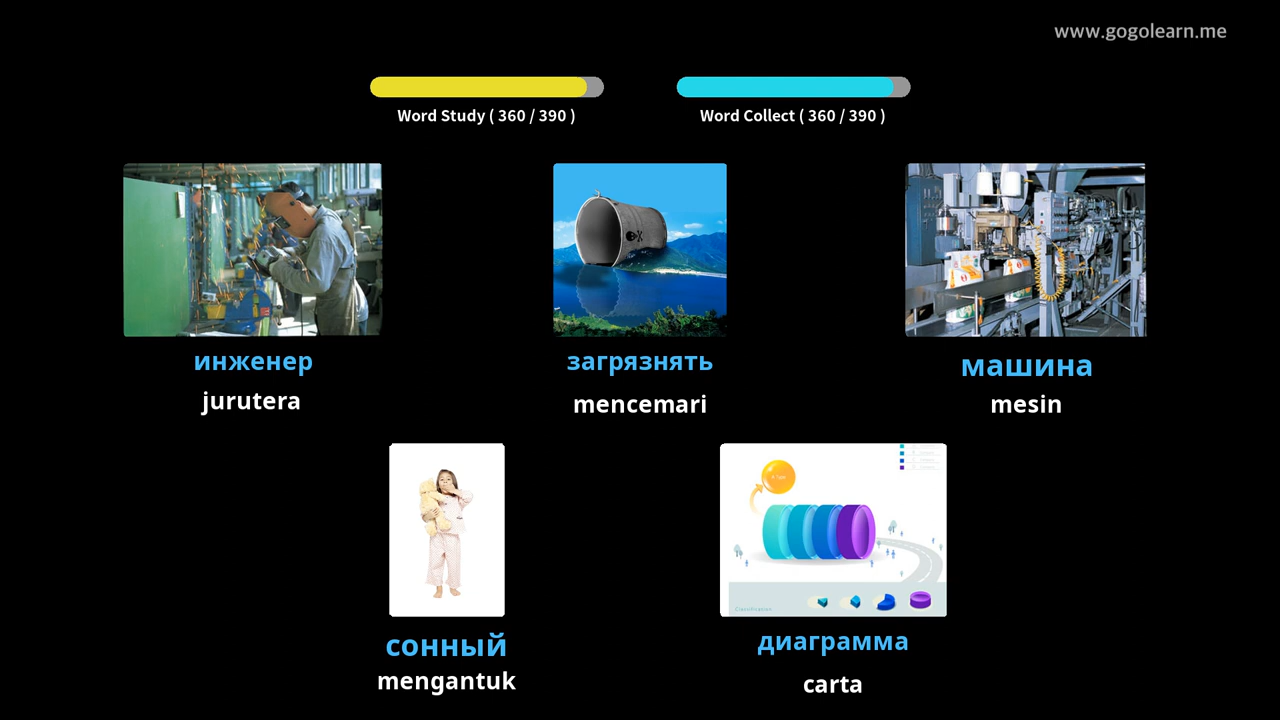 www.gogolearn.me
Word Study ( 360 / 390 )
Word Collect ( 360 / 390 )
инженер
загрязнять
машина
jurutera
mencemari
mesin
Classification
сонный
диаграмма
mengantuk
carta